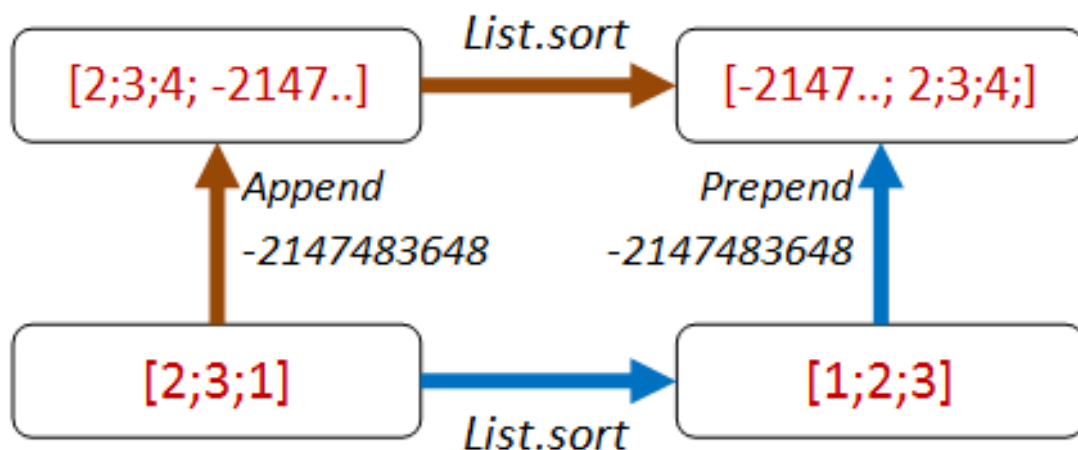 List.sort
[2;3;4; -2147..]
[-2147..; 2;3;4;]
Append
-2147483648
Prepend
-2147483648
[2;3;1]
[1;2;3]
List.sort